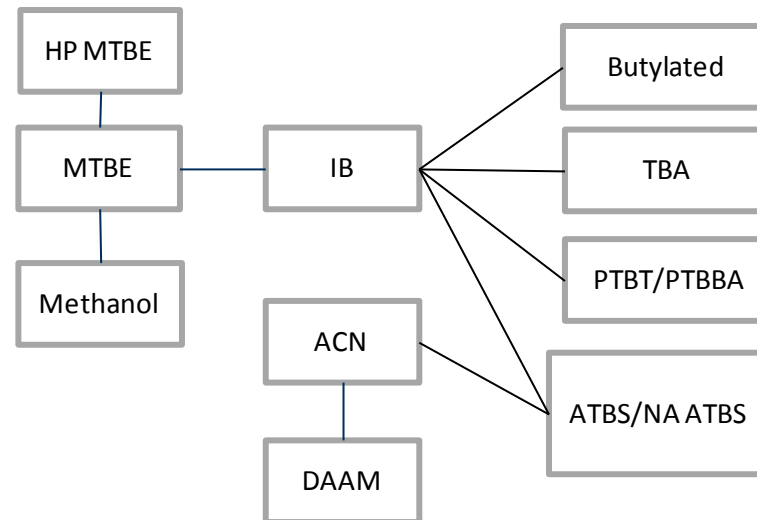 HP MTBE
Butylated
MTBE
IB
TBA
Methanol
PTBT/PTBBA
ACN
ATBS/NA ATBS
DAAM